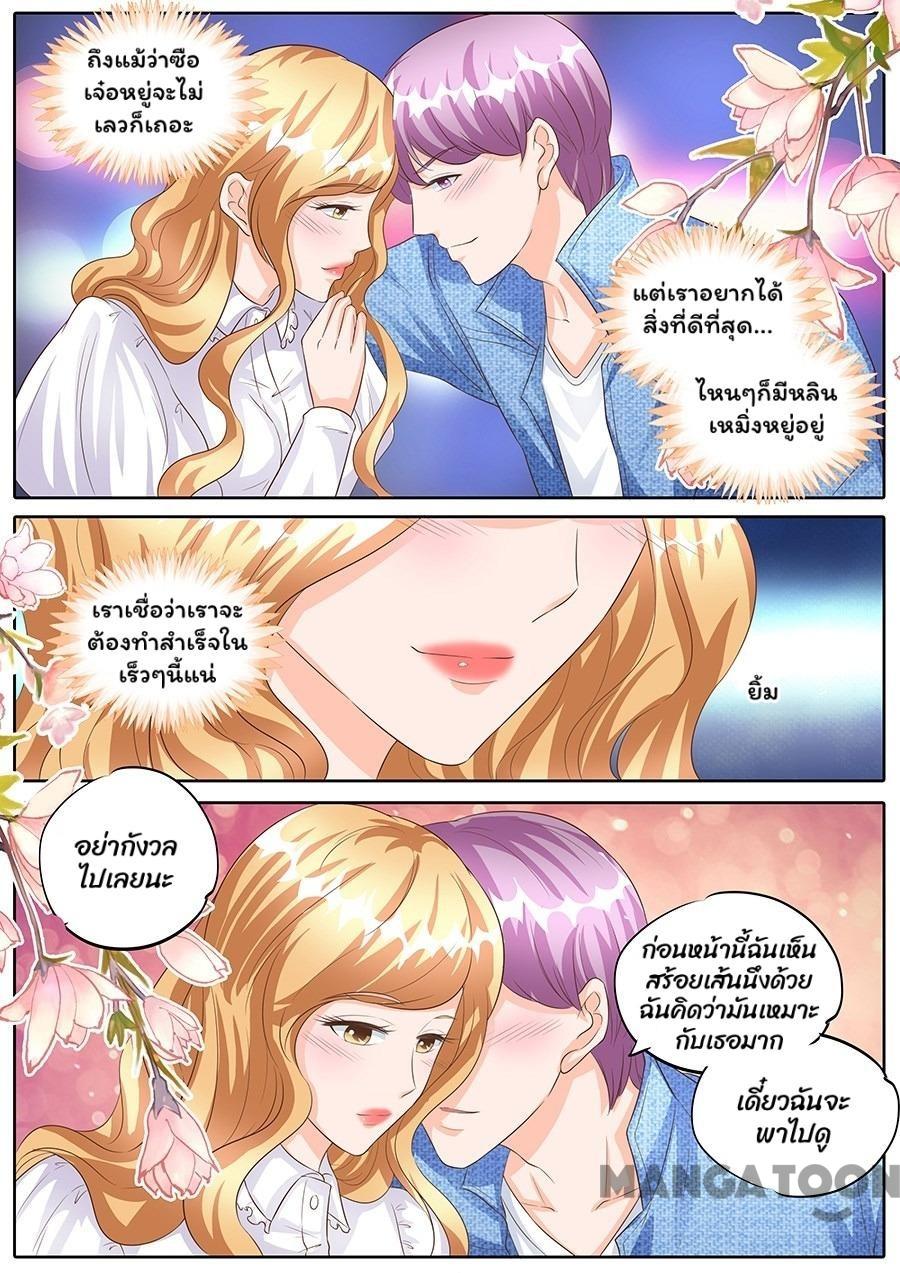 ถึงแม้ว่าซือ
เจ๋อหยู่จะไม่
เลวก็เถอะ
แต่เราอยากได้
สิ่งที่ดีที่สุด...
ไหนๆก็มีหลิน
เหมิ่งหยู่อยู่
เราเชื่อว่าเราจะ
ต้องทำสำเร็จใน
เร็วๆนี้แน่
ยิ้ม
อย่ากังวล
ไปเลยนะ
ก่อนหน้านี้ฉันเห็น
สร้อยเส้นนึงด้วย
ฉันคิดว่ามันเหมาะ
กับเธอมาก
เดี๋ยวฉันจะ
พาไปดู
MANGATOON